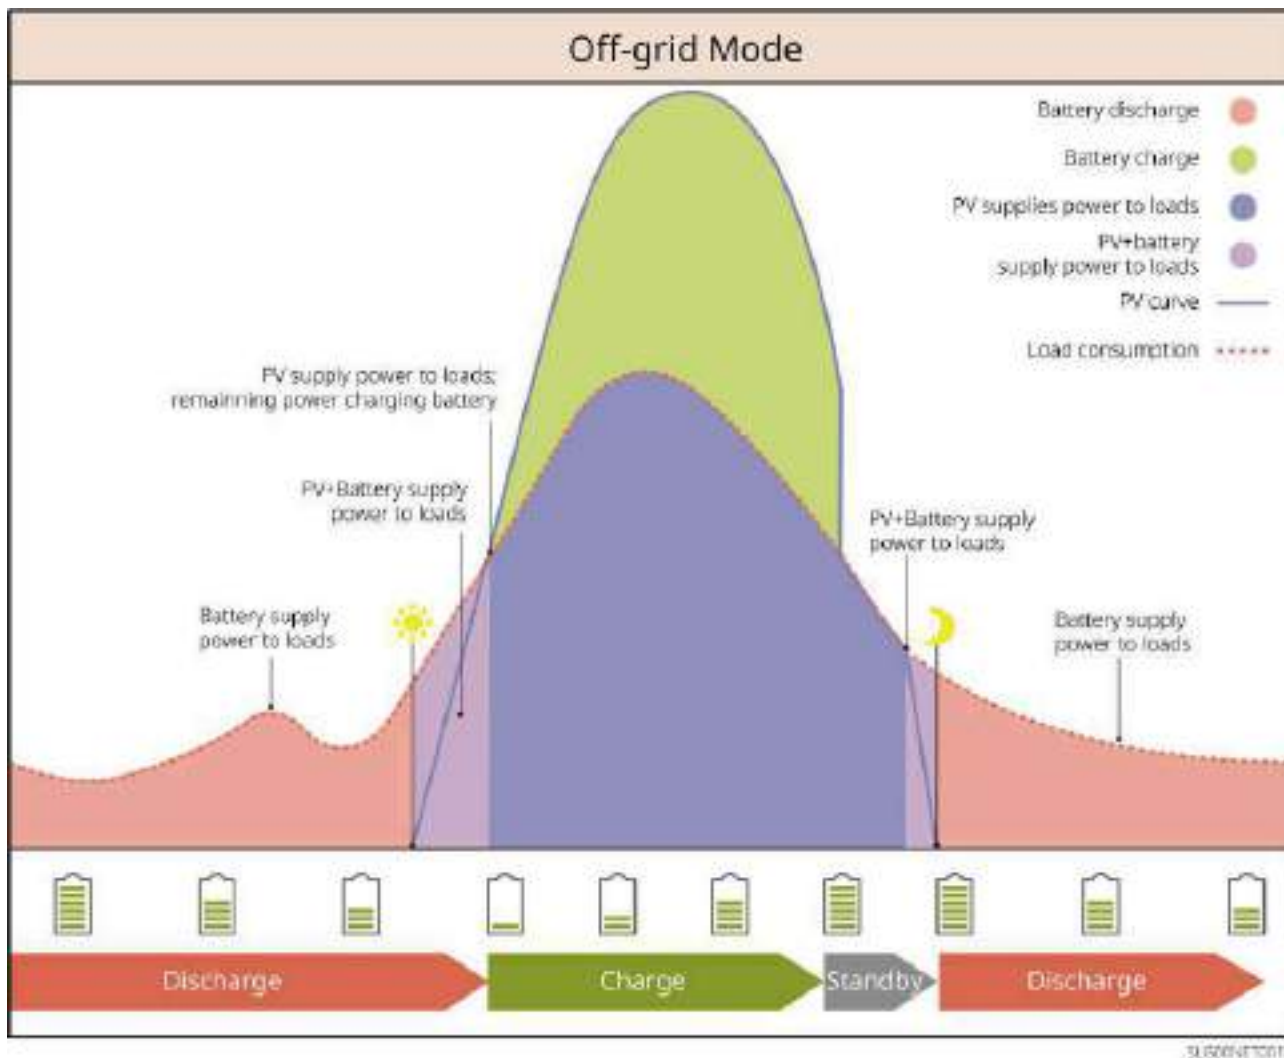 Off-grid Mode
Battery discharge
Battery charge
PV supplies power to loads
PV+battery
supply power to loads
PV curve
Load consumption
PV supply power to loads;
remainning power charging battery
PV+Battery supply
power to loads
PV+Battery supply
power to loads
Battery supply
power to loads
Battery supply
power to loads
Discharge
Charge
Standby
Discharge